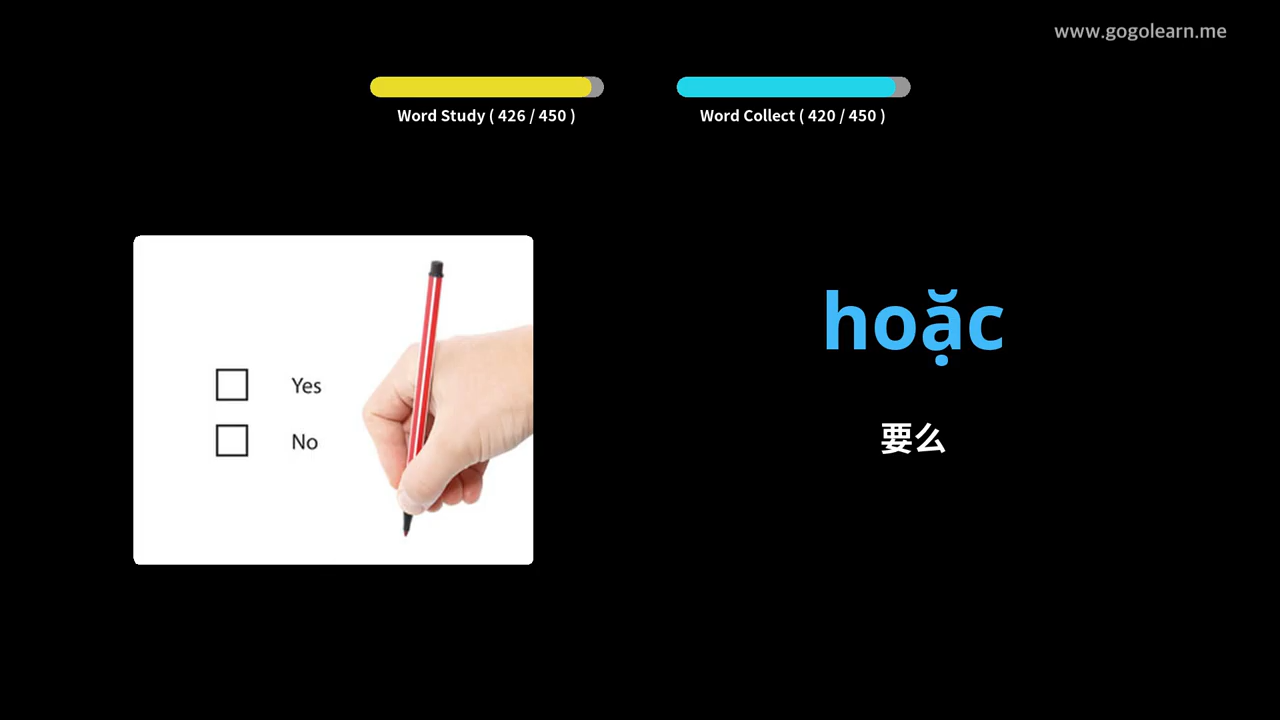 www.gogolearn.me
Word Study ( 426 / 450 )
Word Collect ( 420 / 450 )
Yes
No
hoặc
要么